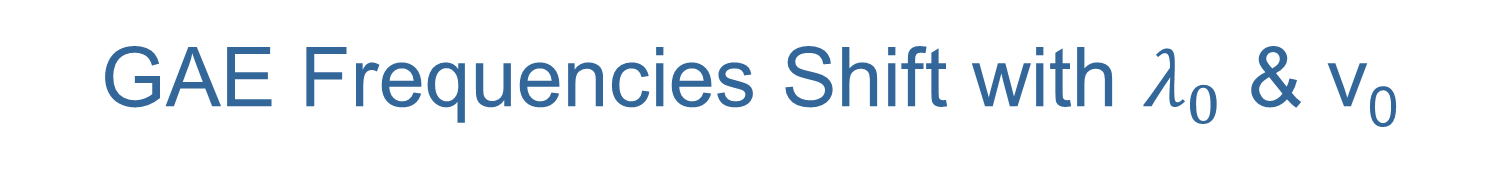 GAE Frequencies Shift with 𝜆₀ & v₀